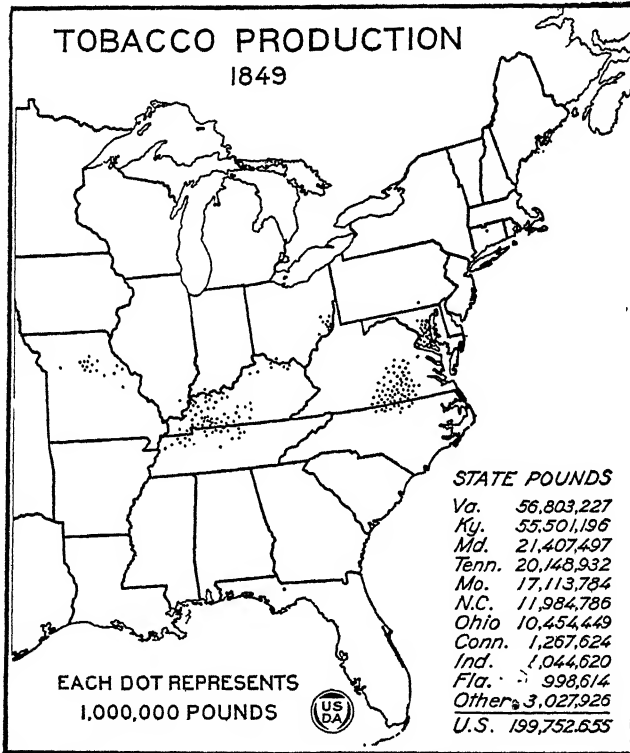 TOBACCO PRODUCTION
1849
STATE POUNDS
Va. 56,803,227
Ky. 55,501,196
Md. 21,407,497
Tenn. 20,148,932
Mo. 17,113,784
N.C. 11,984,786
Ohio 10,454,449
Conn. 1,267,624
Ind. 1,044,620
Fla. 998,614
Other 3,027,926
U.S. 199,752,655
EACH DOT REPRESENTS
1,000,000 POUNDS
US
DA